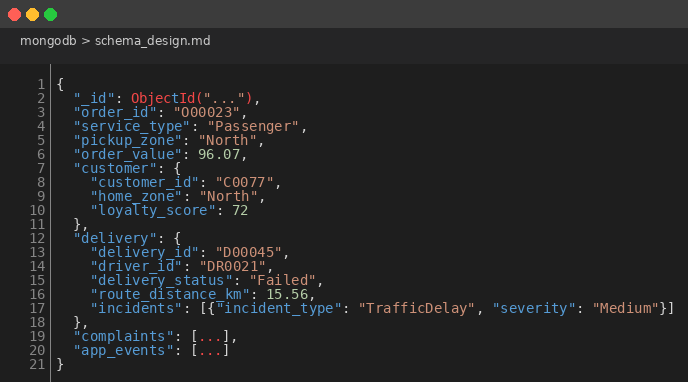 mongodb > schema_design.md
1 {
2   "_id": ObjectId("..."),
3   "order_id": "O00023",
4   "service_type": "Passenger",
5   "pickup_zone": "North",
6   "order_value": 96.07,
7   "customer": {
8     "customer_id": "C0077",
9     "home_zone": "North",
10     "loyalty_score": 72
11   },
12   "delivery": {
13     "delivery_id": "D00045",
14     "driver_id": "DR0021",
15     "delivery_status": "Failed",
16     "route_distance_km": 15.56,
17     "incidents": [{"incident_type": "TrafficDelay", "severity": "Medium"}]
18   },
19   "complaints": [...],
20   "app_events": [...]
21 }